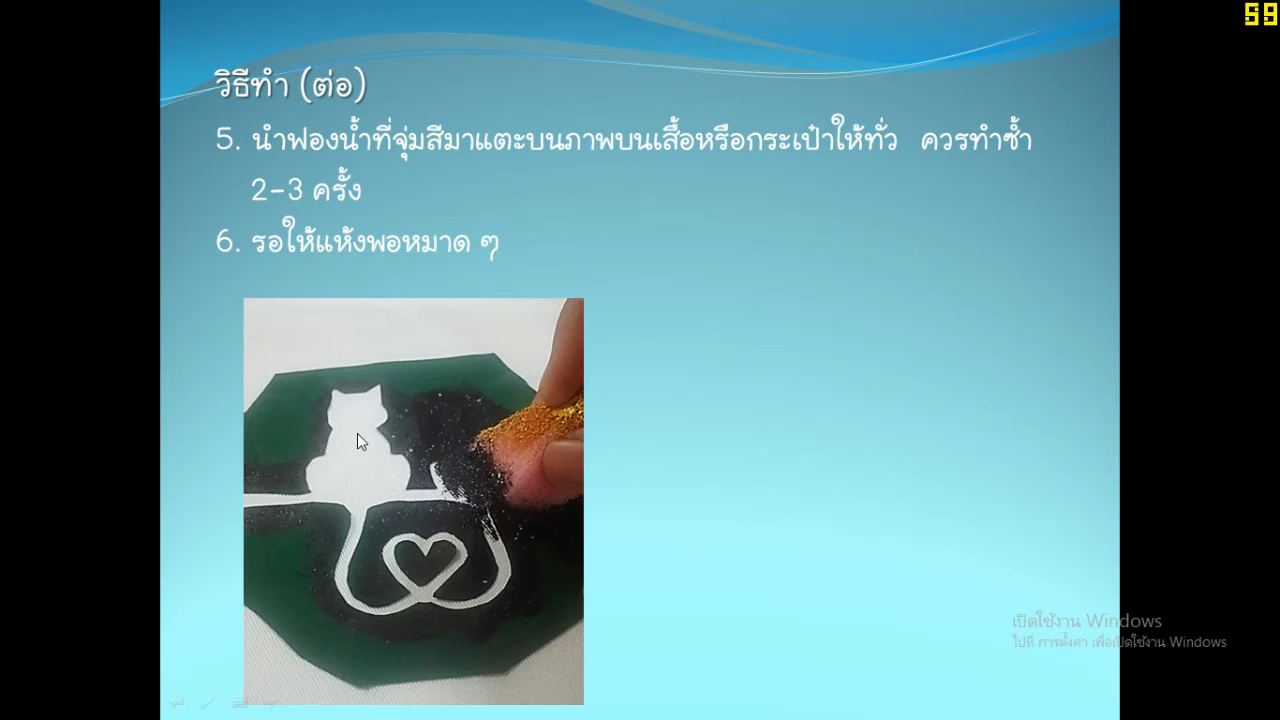 59
วิธีทำ (ต่อ)
5. นำฟองน้ำที่จุ่มสีมาแตะบนภาพบนเสื้อหรือกระเป๋าให้ทั่ว ควรทำซ้ำ
2-3 ครั้ง
6. รอให้แห้งพอหมาด ๆ
เปิดใช้งาน Windows
ไปที่ การตั้งค่า เพื่อเปิดใช้งาน Windows